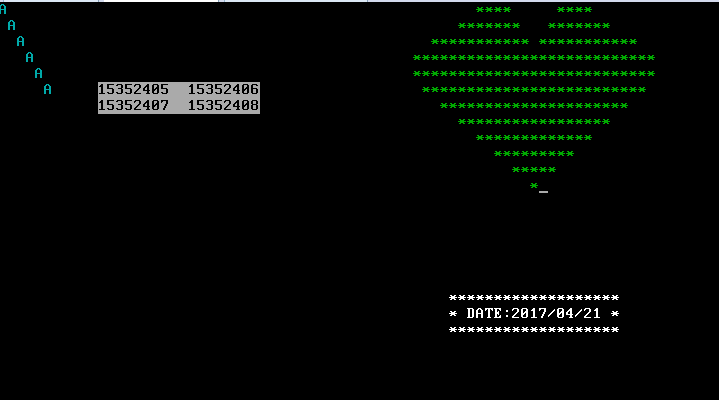 A **** ****
A ******* *******
A *********** ***********
A ***************************
A ***************************
A 15352405 15352406 *************************
15352407 15352408 *********************
*****************
*************
*********
*****
*_
*******************
* DATE:2017/04/21 *
*******************